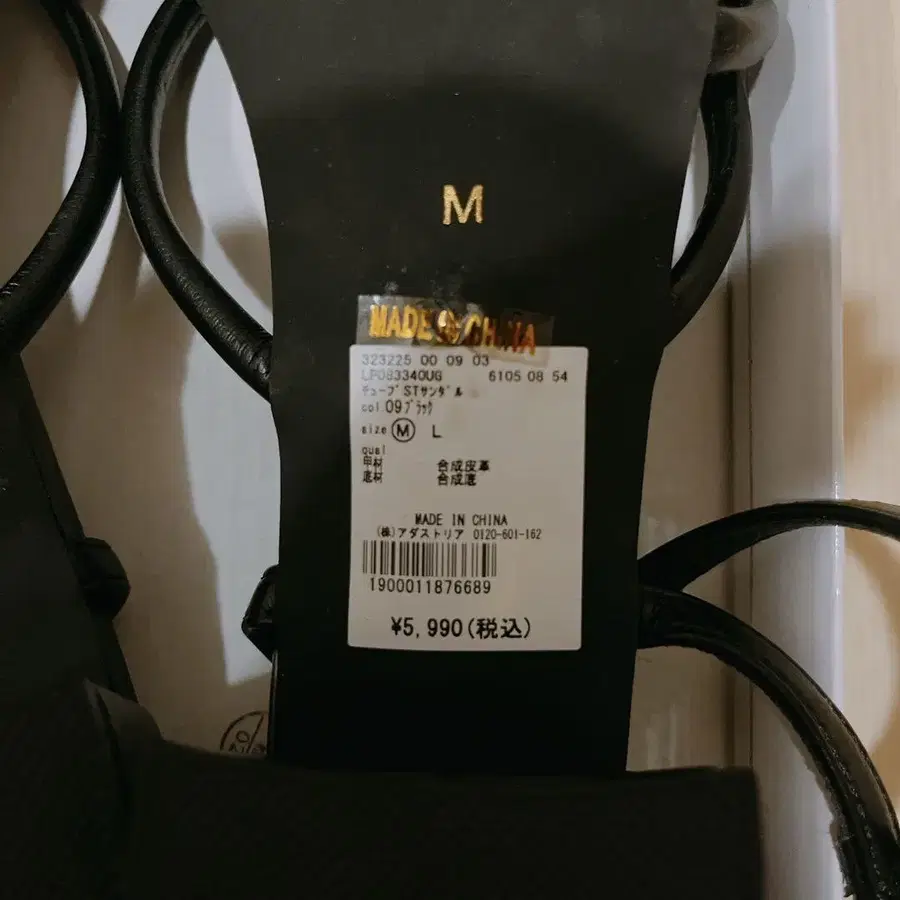 M
MADE IN CHINA
323225 00 09 03
LP083340UG 6105 08 54
ﾁｭｰﾌﾞSTｻﾝﾀﾞﾙ
col.09ﾌﾞﾗｯｸ
size Ⓜ L
qual
甲材 合成皮革
底材 合成底
MADE IN CHINA
(株)アダストリア 0120-601-162
1900011876689
¥5,990(税込)